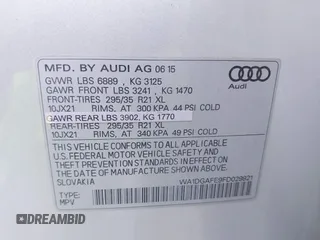 MFD. BY AUDI AG 06 15
GVWR LBS 6889 , KG 3125
GAWR FRONT LBS 3241 , KG 1470
FRONT-TIRES 295/35 R21 XL
10JX21 RIMS, AT 300 KPA 44 PSI COLD
GAWR REAR LBS 3902, KG 1770
REAR-TIRES 295/35 R21 XL
10JX21 RIMS, AT 340 KPA 49 PSI COLD
Audi
THIS VEHICLE CONFORMS TO ALL APPLICABLE
U.S. FEDERAL MOTOR VEHICLE SAFETY AND
THEFT PREVENTION STANDARDS IN EFFECT ON
THE DATE OF MANUFACTURE SHOWN ABOVE.
SLOVAKIA
TYPE:
MPV
DREAMBID